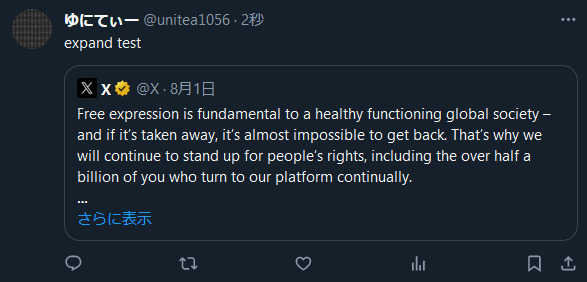 ゆにてぃー @unitea1056 · 2秒
expand test
X @X · 8月1日
Free expression is fundamental to a healthy functioning global society –
and if it's taken away, it's almost impossible to get back. That's why we
will continue to stand up for people's rights, including the over half a
billion of you who turn to our platform continually.
...
さらに表示